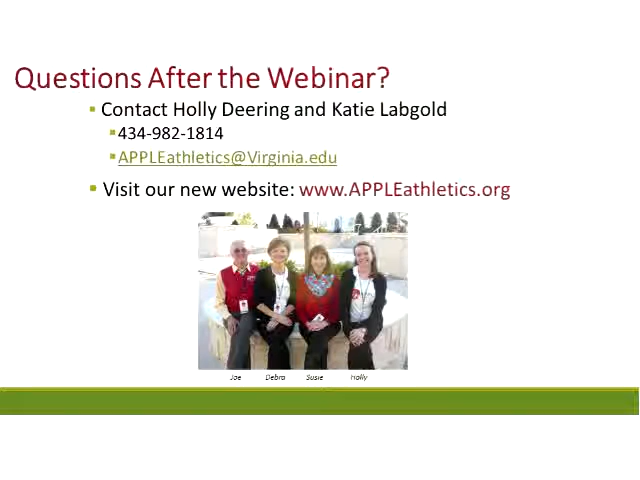 Questions After the Webinar?
Contact Holly Deering and Katie Labgold
434-982-1814
APPLEathletics@Virginia.edu
Visit our new website: www.APPLEathletics.org
Joe Debra Susie Holly